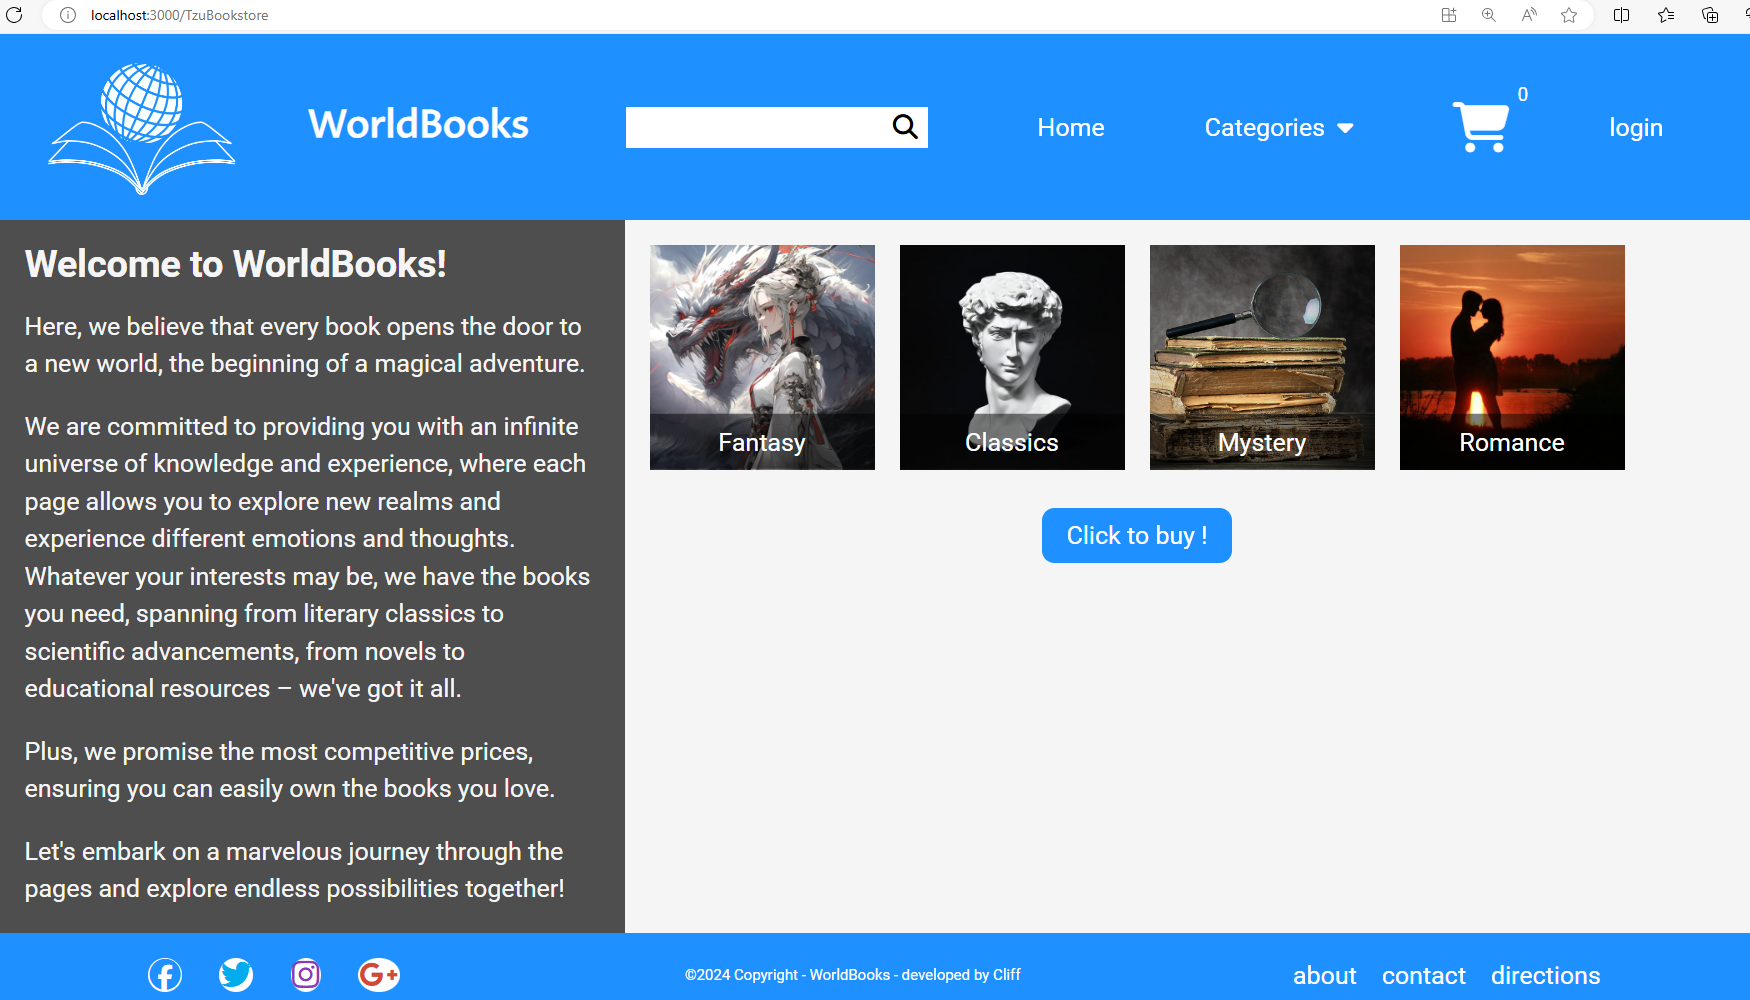 localhost:3000/TzuBookstore
WorldBooks
Home
Categories
0
login
Welcome to WorldBooks!
Here, we believe that every book opens the door to
a new world, the beginning of a magical adventure.
We are committed to providing you with an infinite
universe of knowledge and experience, where each
page allows you to explore new realms and
experience different emotions and thoughts.
Whatever your interests may be, we have the books
you need, spanning from literary classics to
scientific advancements, from novels to
educational resources – we've got it all.
Plus, we promise the most competitive prices,
ensuring you can easily own the books you love.
Let's embark on a marvelous journey through the
pages and explore endless possibilities together!
Fantasy
Classics
Mystery
Romance
Click to buy !
©2024 Copyright - WorldBooks - developed by Cliff
about
contact
directions